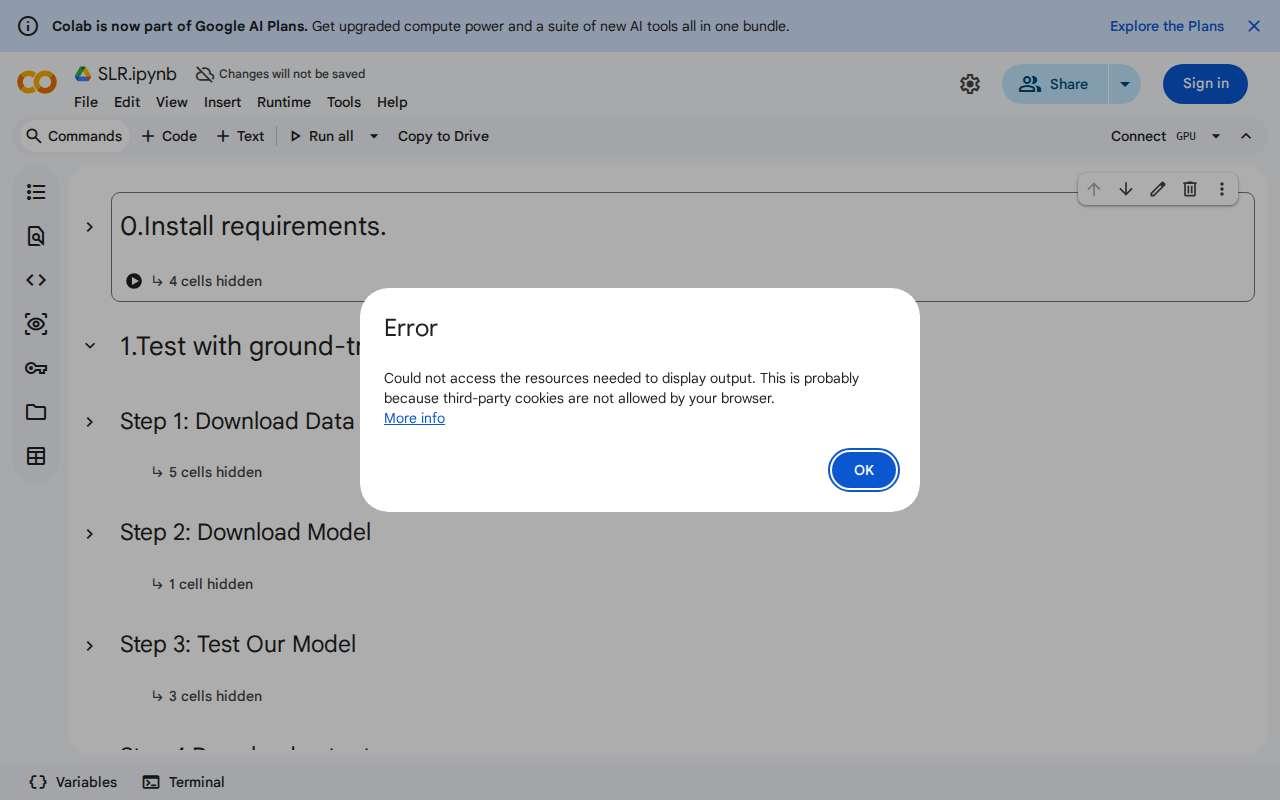 Colab is now part of Google AI Plans. Get upgraded compute power and a suite of new AI tools all in one bundle.
Explore the Plans
SLR.ipynb
Changes will not be saved
File Edit View Insert Runtime Tools Help
Share
Sign in
Commands
Code
Text
Run all
Copy to Drive
Connect GPU
0.Install requirements.
4 cells hidden
1.Test with ground-tr
Step 1: Download Data
5 cells hidden
Step 2: Download Model
1 cell hidden
Step 3: Test Our Model
3 cells hidden
Error
Could not access the resources needed to display output. This is probably
because third-party cookies are not allowed by your browser.
More info
OK
Variables
Terminal